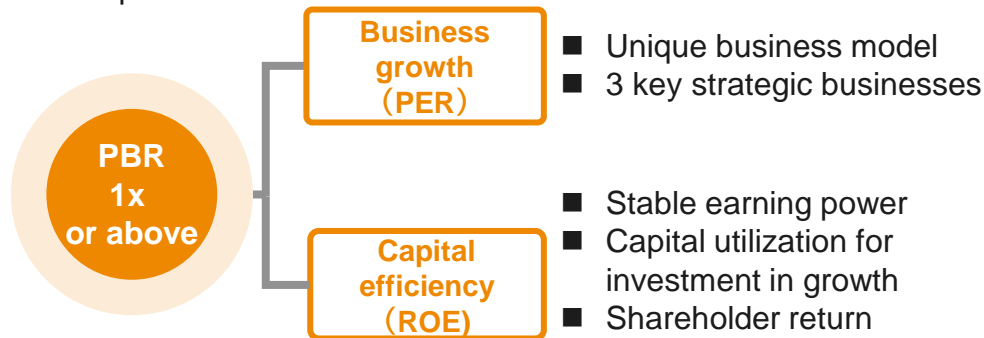 PBR
1x
or above
Business
growth
（PER）
■ Unique business model
■ 3 key strategic businesses
Capital
efficiency
（ROE)
■ Stable earning power
■ Capital utilization for
investment in growth
■ Shareholder return